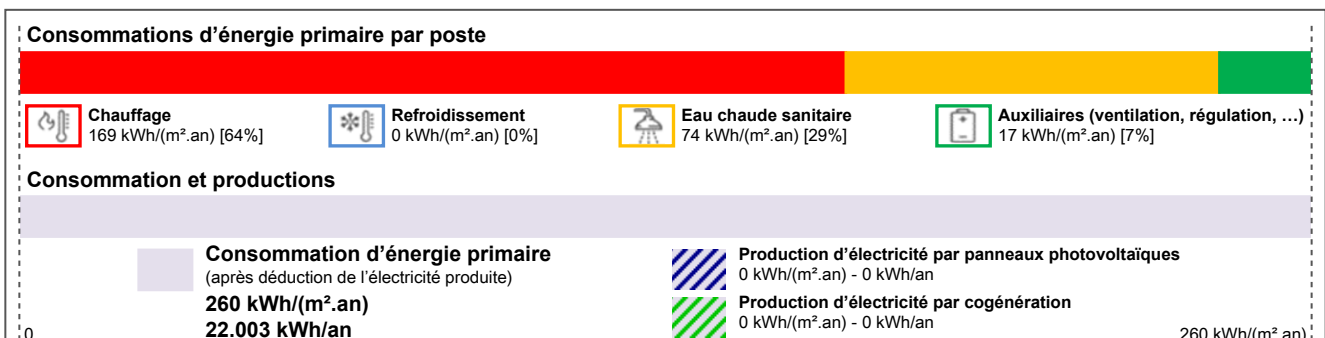 Consommations d’énergie primaire par poste
Chauffage
169 kWh/(m².an) [64%]
Refroidissement
0 kWh/(m².an) [0%]
Eau chaude sanitaire
74 kWh/(m².an) [29%]
Auxiliaires (ventilation, régulation, …)
17 kWh/(m².an) [7%]
Consommation et productions
Consommation d’énergie primaire
(après déduction de l’électricité produite)
260 kWh/(m².an)
22.003 kWh/an
Production d’électricité par panneaux photovoltaïques
0 kWh/(m².an) - 0 kWh/an
Production d’électricité par cogénération
0 kWh/(m².an) - 0 kWh/an
0
260 kWh/(m².an)